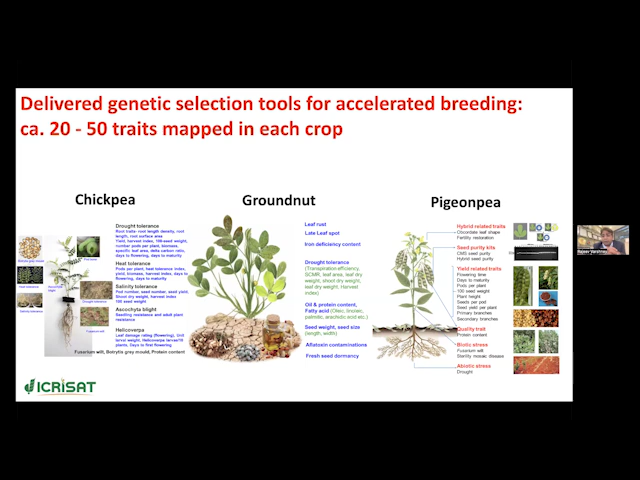 Delivered genetic selection tools for accelerated breeding:
ca. 20 - 50 traits mapped in each crop
Chickpea
Drought tolerance
Root traits- root length density, root
length, root surface area
Yield, harvest index, 100-seed weight,
number pods per plant, biomass
specific leaf area, delta carbon ratio,
days to flowering, days to maturity
Heat tolerance
Pods per plant, heat tolerance index,
yield, biomass, harvest index, days to
flowering, days to maturity
Salinity tolerance
Pod number, seed number, seed yield
Shoot dry weight, harvest index
100 seed weight
Ascochyta blight
Seedling resistance and adult plant
resistance
Helicoverpa
Leaf damage rating (flowering), Unit
larval weight, Helicoverpa larvae/10
plants, Days to first flowering
Fusarium wilt, Botrytis grey mould, Protein content
Groundnut
Leaf rust
Late Leaf spot
Iron deficiency content
Drought tolerance
(Transpiration efficiency,
SCMR, leaf area, leaf dry
weight, shoot dry weight,
leaf dry weight, Harvest
index)
Oil & protein content,
Fatty acid (Oleic, linolaic,
palmitic, arachidic acid etc.)
Seed weight, seed size
(length, width)
Aflatoxin contaminations
Fresh seed dormancy
Pigeonpea
Hybrid related traits
Obcordate leaf shape
Fertility restoration
Seed purity kits
CMS seed purity
Hybrid seed purity
Yield related traits
Flowering time
Days to maturity
Pods per plant
100 seed weight
Plant height
Seeds per pod
Seed yield per plant
Primary branches
Secondary branches
Quality trait
Protein content
Biotic stress
Fusarium wilt
Sterility mosaic disease
Abiotic stress
Drought
ICRISAT
Rajeev Varshney